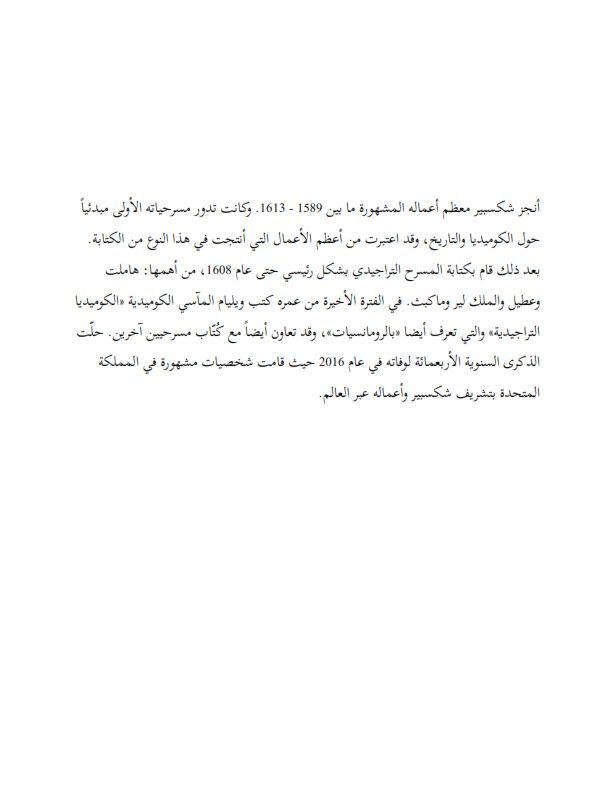 أنجز شكسبير معظم أعماله المشهورة ما بين 1589 - 1613. وكانت تدور مسرحياته الأولى مبدئياً
حول الكوميديا والتاريخ، وقد اعتبرت من أعظم الأعمال التي أنتجت في هذا النوع من الكتابة.
بعد ذلك قام بكتابة المسرح التراجيدي بشكل رئيسي حتى عام 1608، من أهمها: هاملت
وعطيل والملك لير وماكبث. في الفترة الأخيرة من عمره كتب ويليام المآسي الكوميدية «الكوميديا
التراجيدية» والتي تعرف أيضا «بالرومانسيات»، وقد تعاون أيضاً مع كُتّاب مسرحيين آخرين. حلّت
الذكرى السنوية الأربعمائة لوفاته في عام 2016 حيث قامت شخصيات مشهورة في المملكة
المتحدة بتشريف شكسبير وأعماله عبر العالم.